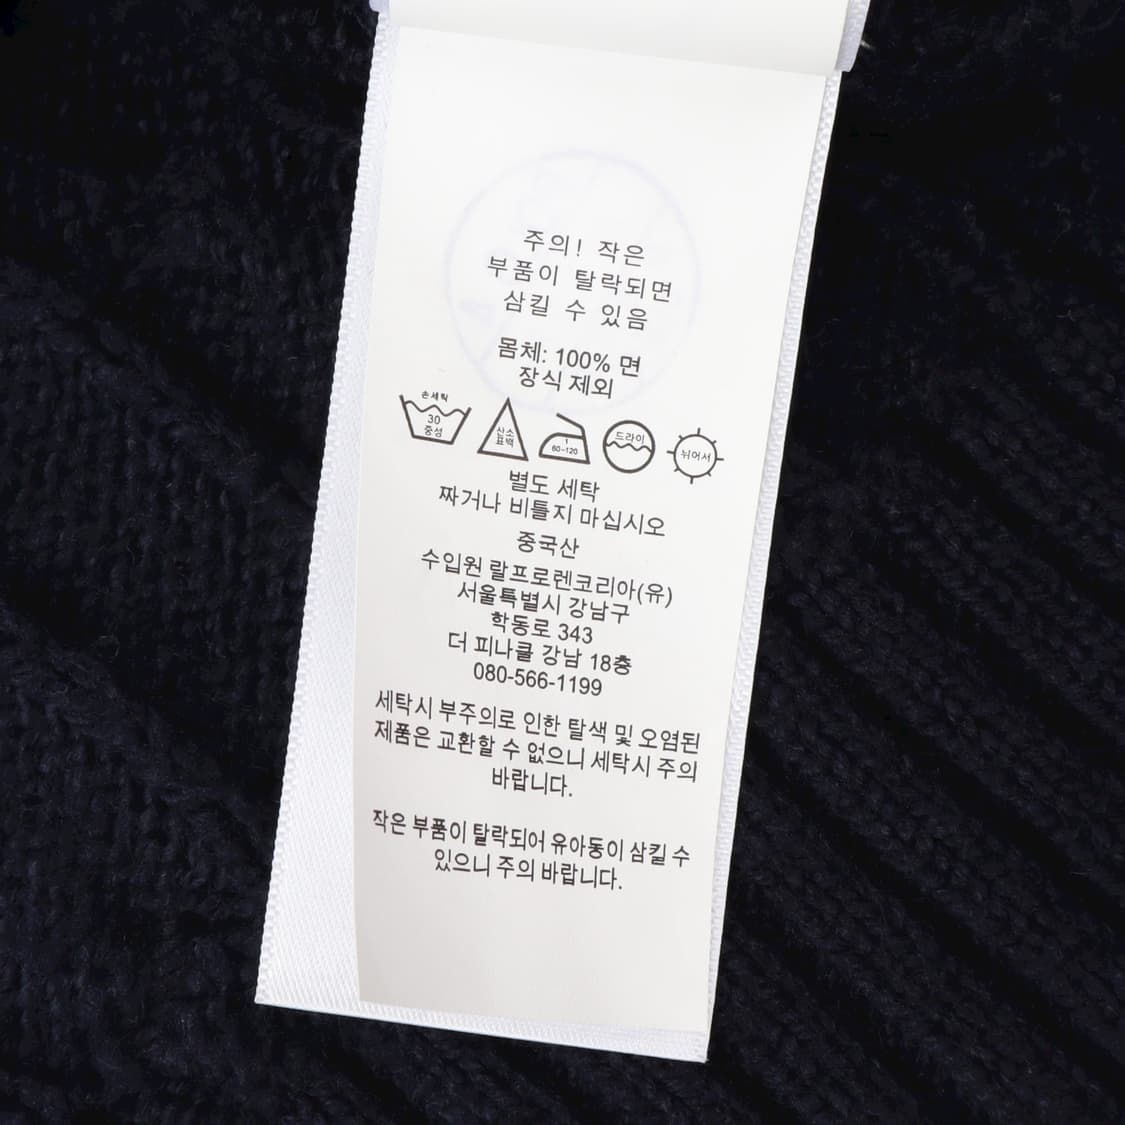 주의! 작은
부품이 탈락되면
삼킬 수 있음
몸체: 100% 면
장식 제외
손세탁
30
중성
산소
표백
1
60~120
드라이
뉘어서
별도 세탁
짜거나 비틀지 마십시오
중국산
수입원 랄프로렌코리아(유)
서울특별시 강남구
학동로 343
더 피나클 강남 18층
080-566-1199
세탁시 부주의로 인한 탈색 및 오염된
제품은 교환할 수 없으니 세탁시 주의
바랍니다.
작은 부품이 탈락되어 유아동이 삼킬 수
있으니 주의 바랍니다.